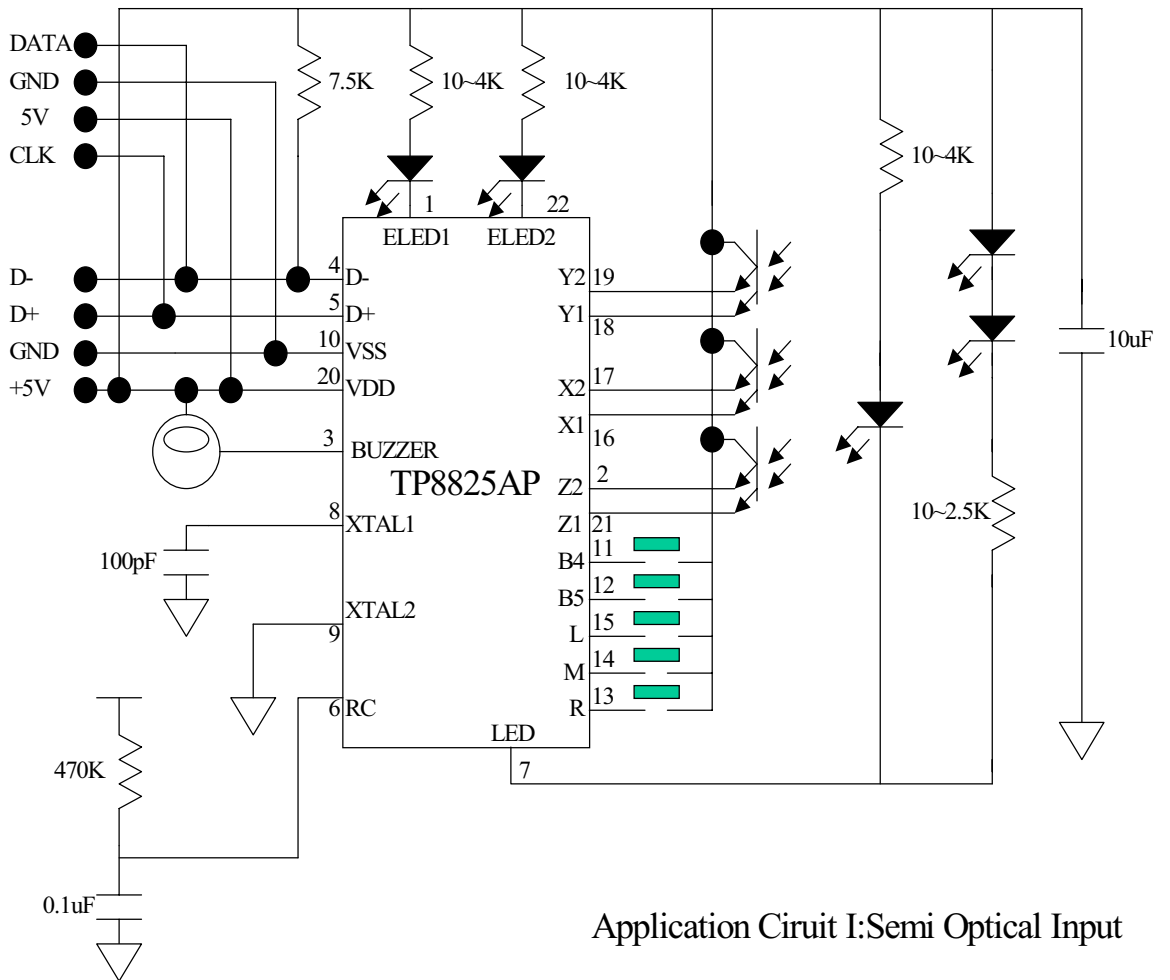 DATA
GND
5V
CLK
7.5K
10~4K
10~4K
10~4K
1
22
ELED1
ELED2
D-
4
D-
Y2
19
D+
5
D+
Y1
18
GND
10
VSS
10uF
+5V
20
VDD
X2
17
X1
16
3
BUZZER
TP8825AP
Z2
2
10~2.5K
8
XTAL1
Z1
21
100pF
B4
11
B5
12
XTAL2
9
L
15
M
14
6
RC
R
13
LED
7
470K
0.1uF
Application Ciruit I:Semi Optical Input